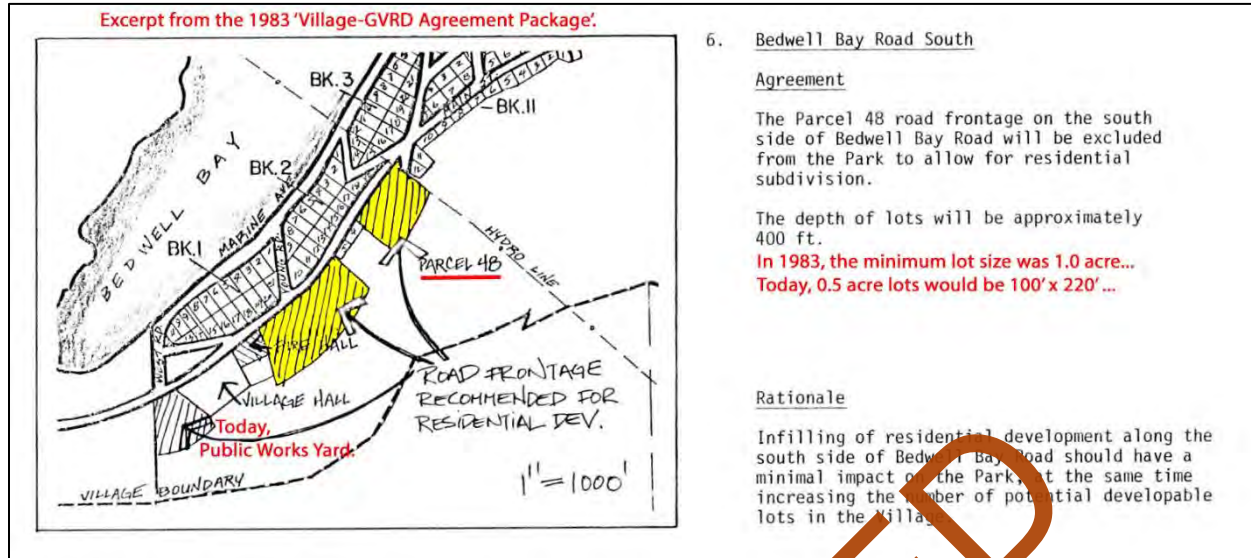 Excerpt from the 1983 'Village-GVRD Agreement Package'.
BK. 3
BK. 11
BK. 2
BK. 1
BEDWELL BAY
MARINE AVE
YOUNG RD
WEST RD
PARCEL 48
HYDRO LINE
FIRE HALL
VILLAGE HALL
ROAD FRONTAGE
RECOMMENDED FOR
RESIDENTIAL DEV.
Today,
Public Works Yard.
VILLAGE BOUNDARY
1"=1000'
6. Bedwell Bay Road South
Agreement
The Parcel 48 road frontage on the south
side of Bedwell Bay Road will be excluded
from the Park to allow for residential
subdivision.
The depth of lots will be approximately
400 ft.
In 1983, the minimum lot size was 1.0 acre...
Today, 0.5 acre lots would be 100' x 220' ...
Rationale
Infilling of residential development along the
south side of Bedwell Bay Road should have a
minimal impact on the Park, at the same time
increasing the number of potential developable
lots in the Village.